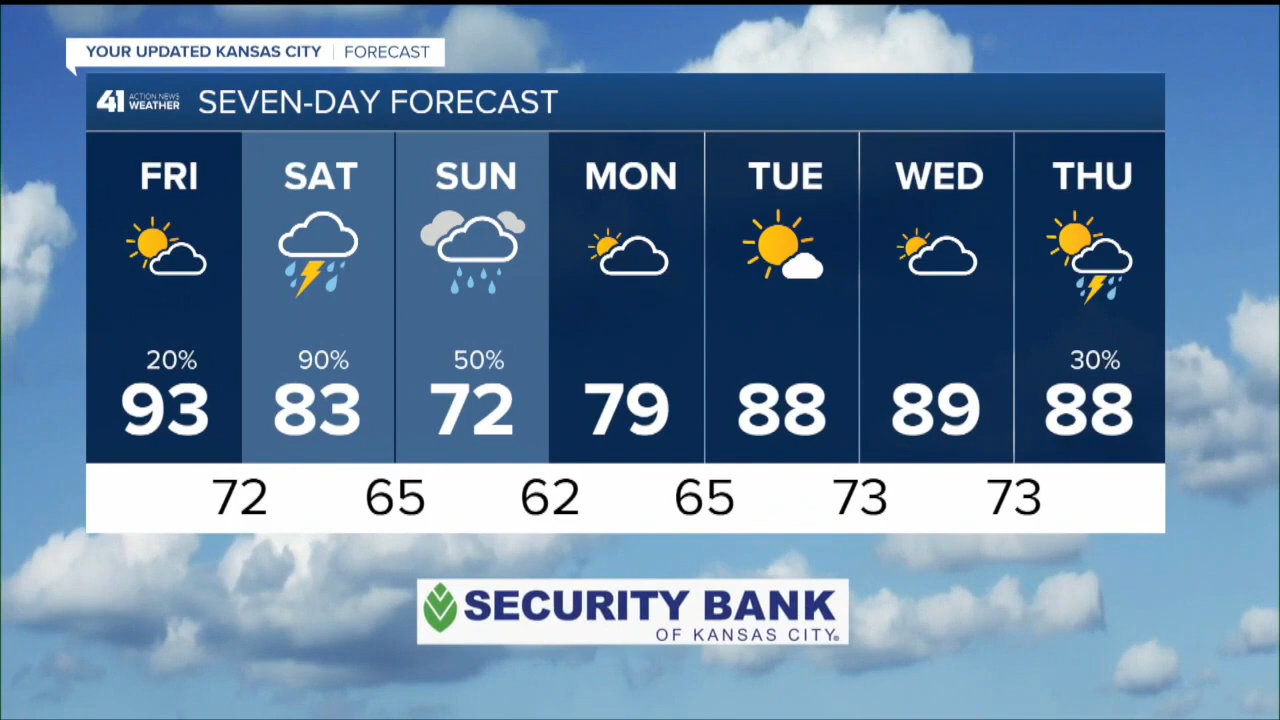 YOUR UPDATED KANSAS CITY | FORECAST
41 ACTION NEWS WEATHER SEVEN-DAY FORECAST
FRI SAT SUN MON TUE WED THU
20% 90% 50% 30%
93 83 72 79 88 89 88
72 65 62 65 73 73
SECURITY BANK
OF KANSAS CITY®